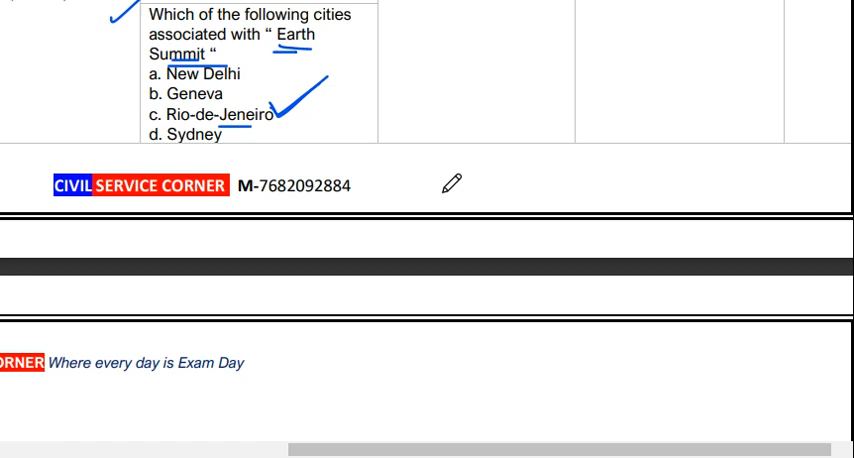 Which of the following cities
associated with “ Earth
Summit “
a. New Delhi
b. Geneva
c. Rio-de-Jeneiro
d. Sydney
CIVIL SERVICE CORNER M-7682092884
ORNER Where every day is Exam Day